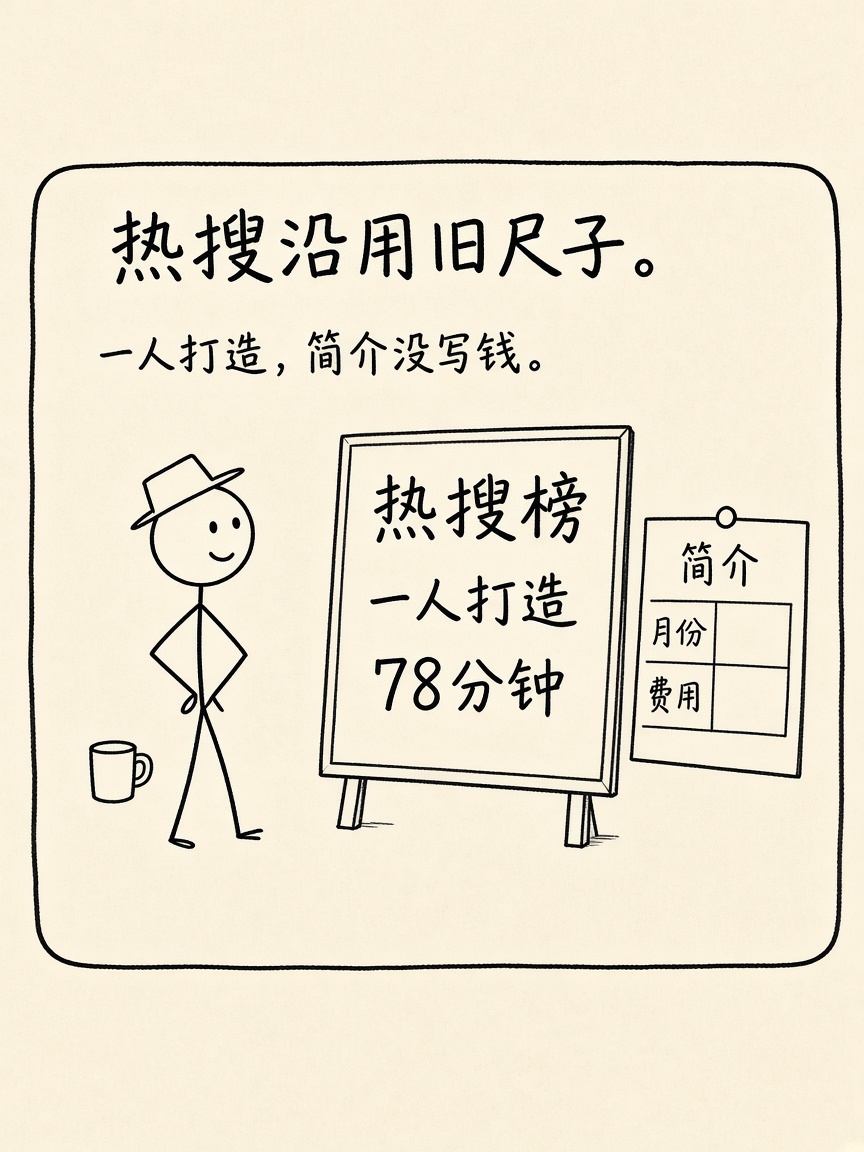 热搜沿用旧尺子。
一人打造，简介没写钱。
热搜榜
一人打造
78分钟
简介
月份
费用